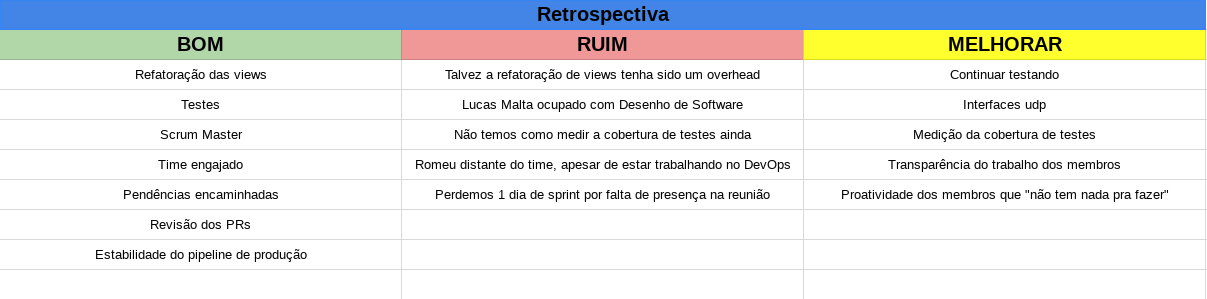 Retrospectiva
BOM RUIM MELHORAR
Refatoração das views Talvez a refatoração de views tenha sido um overhead Continuar testando
Testes Lucas Malta ocupado com Desenho de Software Interfaces udp
Scrum Master Não temos como medir a cobertura de testes ainda Medição da cobertura de testes
Time engajado Romeu distante do time, apesar de estar trabalhando no DevOps Transparência do trabalho dos membros
Pendências encaminhadas Perdemos 1 dia de sprint por falta de presença na reunião Proatividade dos membros que "não tem nada pra fazer"
Revisão dos PRs
Estabilidade do pipeline de produção